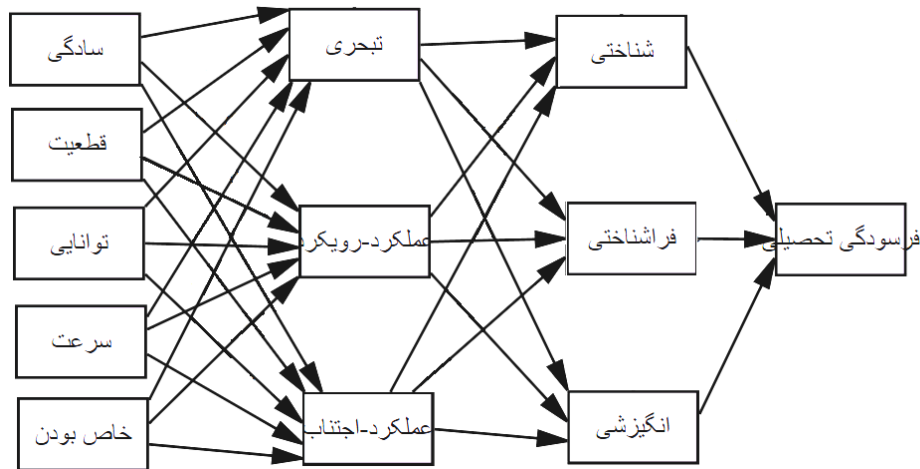 سادگی
قطعیت
توانایی
سرعت
خاص بودن
تبحری
عملکرد-رویکرد
عملکرد-اجتناب
شناختی
فراشناختی
انگیزشی
فرسودگی تحصیلی